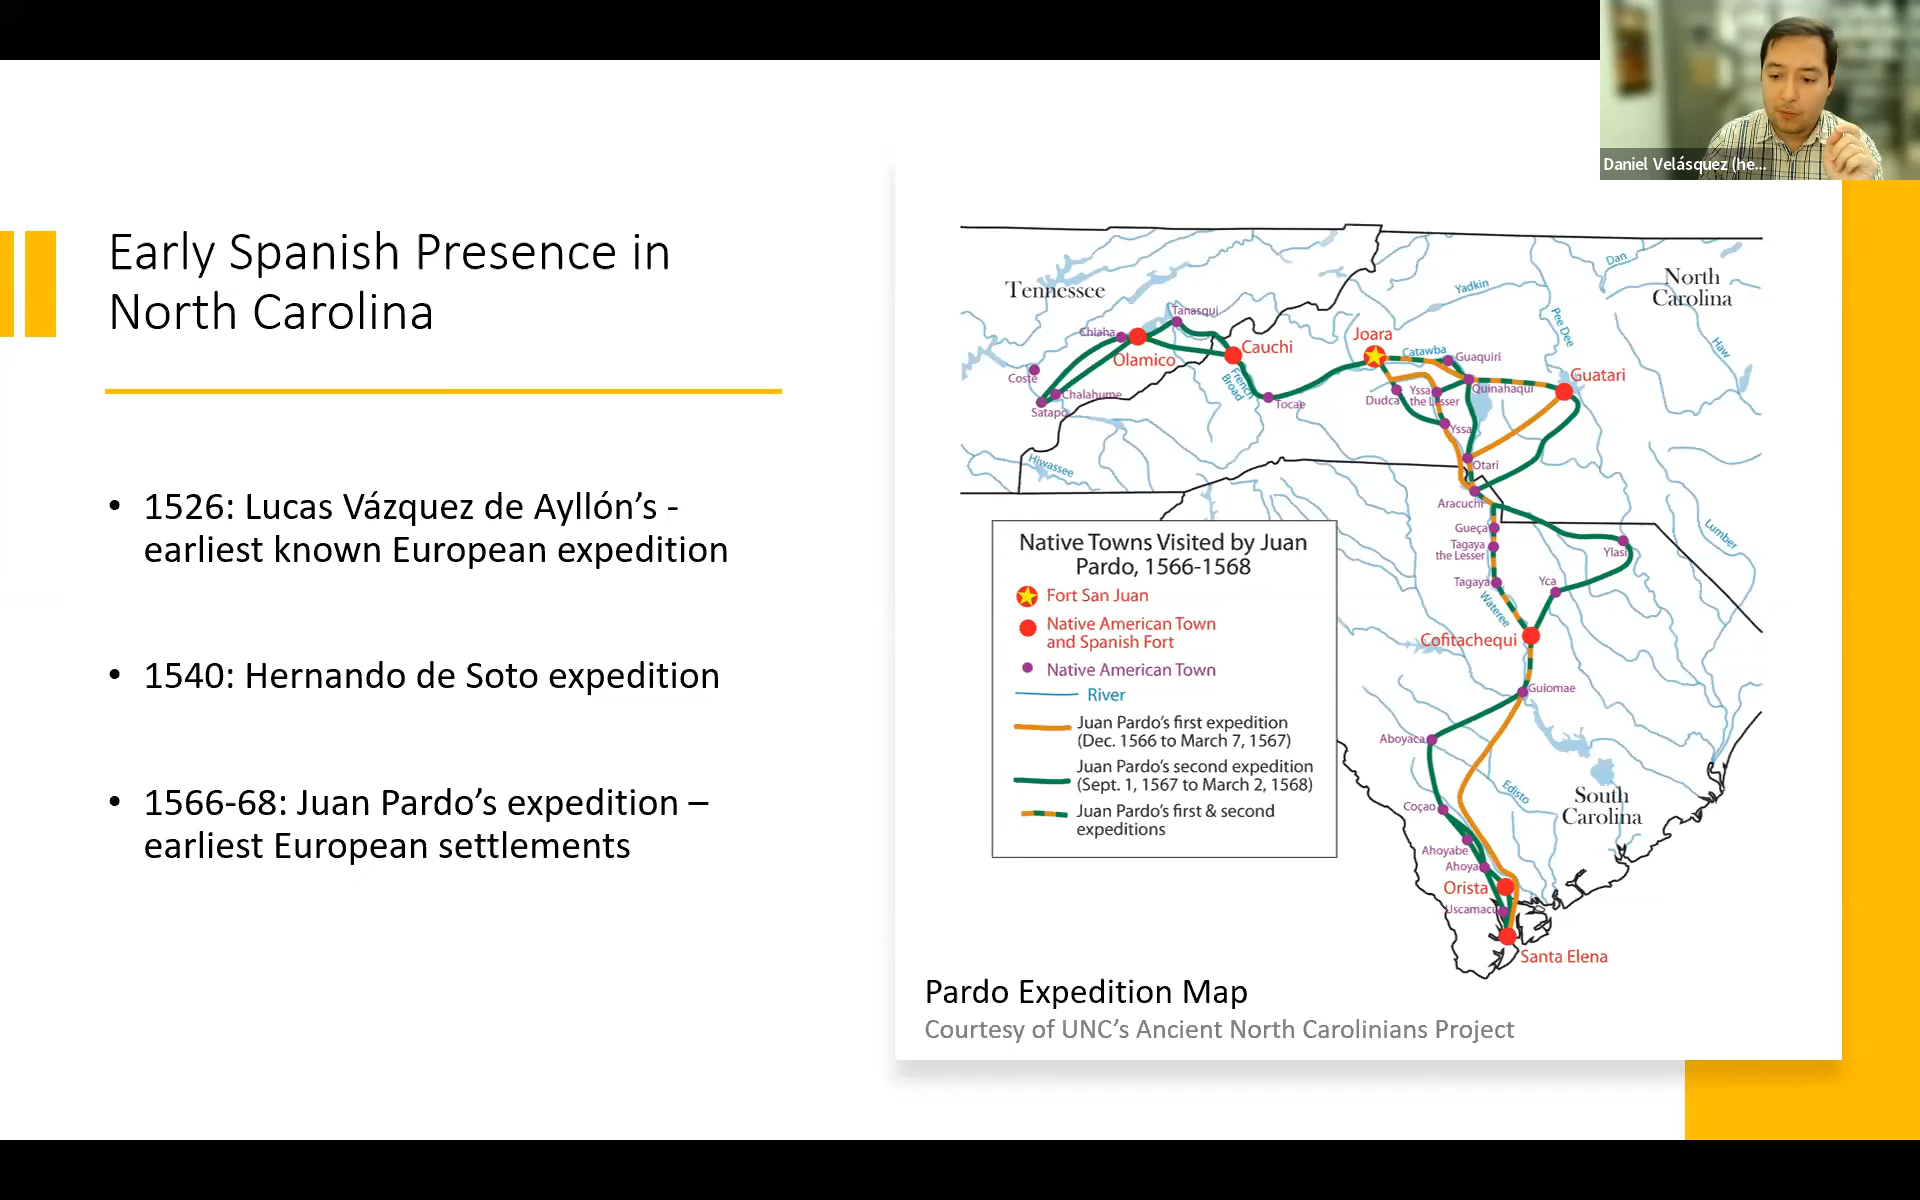 Daniel Velásquez (he...
Early Spanish Presence in
North Carolina
• 1526: Lucas Vázquez de Ayllón’s -
earliest known European expedition
• 1540: Hernando de Soto expedition
• 1566-68: Juan Pardo’s expedition –
earliest European settlements
Tennessee
North
Carolina
Dan
Yadkin
Pee Dee
Haw
Tanasqui
Chiaha
Olamico
Cauchi
Joara
Catawba
Guaquiri
Guatari
Coste
Chalahume
Satapo
French
Broad
Tocae
Dudca
Yssa
the Lesser
Quinahaqui
Yssa
Otari
Hiwassee
Aracuchi
Gueça
Tagaya
the Lesser
Ylasi
Lumber
Tagaya
Yca
Wateree
Cofitachequi
Guiomae
Aboyaca
Edisto
Coçao
South
Carolina
Ahoyabe
Ahoya
Orista
Uscamacu
Santa Elena
Native Towns Visited by Juan
Pardo, 1566-1568
Fort San Juan
Native American Town
and Spanish Fort
Native American Town
River
Juan Pardo’s first expedition
(Dec. 1566 to March 7, 1567)
Juan Pardo’s second expedition
(Sept. 1, 1567 to March 2, 1568)
Juan Pardo’s first & second
expeditions
Pardo Expedition Map
Courtesy of UNC’s Ancient North Carolinians Project